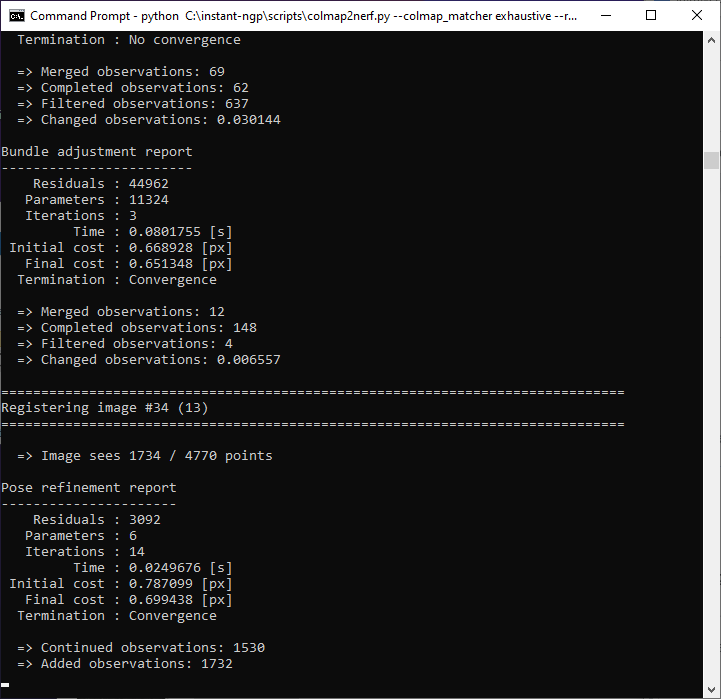 Command Prompt - python  C:\instant-ngp\scripts\colmap2nerf.py --colmap_matcher exhaustive --r...
Termination : No convergence
=> Merged observations: 69
=> Completed observations: 62
=> Filtered observations: 637
=> Changed observations: 0.030144
Bundle adjustment report
------------------------
Residuals : 44962
Parameters : 11324
Iterations : 3
Time : 0.0801755 [s]
Initial cost : 0.668928 [px]
Final cost : 0.651348 [px]
Termination : Convergence
=> Merged observations: 12
=> Completed observations: 148
=> Filtered observations: 4
=> Changed observations: 0.006557
==============================================================================
Registering image #34 (13)
==============================================================================
=> Image sees 1734 / 4770 points
Pose refinement report
----------------------
Residuals : 3092
Parameters : 6
Iterations : 14
Time : 0.0249676 [s]
Initial cost : 0.787099 [px]
Final cost : 0.699438 [px]
Termination : Convergence
=> Continued observations: 1530
=> Added observations: 1732